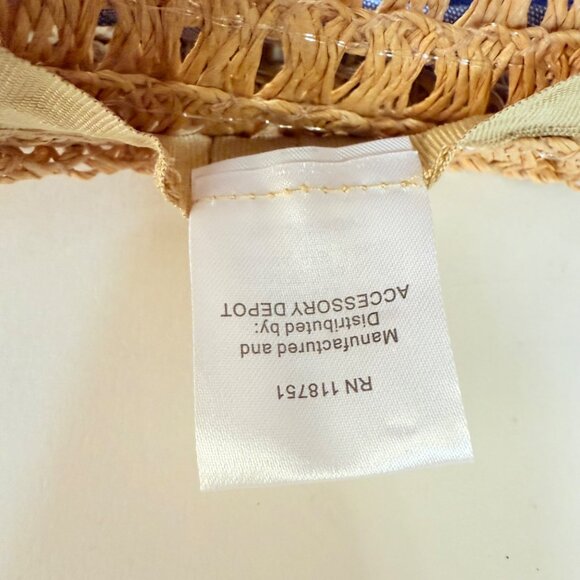 RN 118751
Manufactured and
Distributed by:
ACCESSORY DEPOT